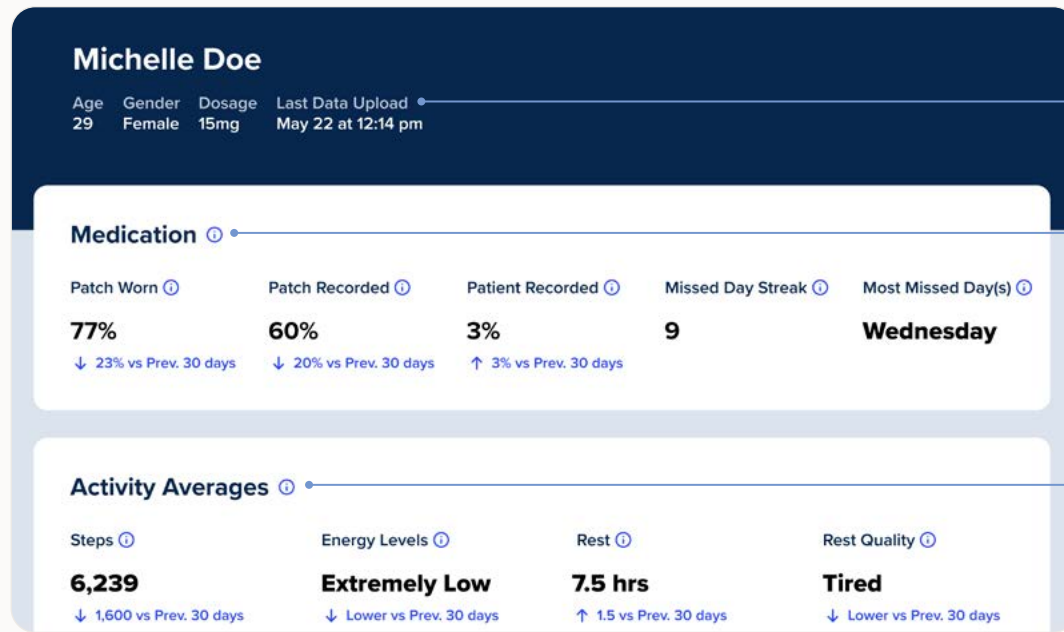 Michelle Doe
Age Gender Dosage Last Data Upload
29 Female 15mg May 22 at 12:14 pm
Medication
Patch Worn Patch Recorded Patient Recorded Missed Day Streak Most Missed Day(s)
77% 60% 3% 9 Wednesday
↓ 23% vs Prev. 30 days ↓ 20% vs Prev. 30 days ↑ 3% vs Prev. 30 days
Activity Averages
Steps Energy Levels Rest Rest Quality
6,239 Extremely Low 7.5 hrs Tired
↓ 1,600 vs Prev. 30 days ↓ Lower vs Prev. 30 days ↑ 1.5 vs Prev. 30 days ↓ Lower vs Prev. 30 days